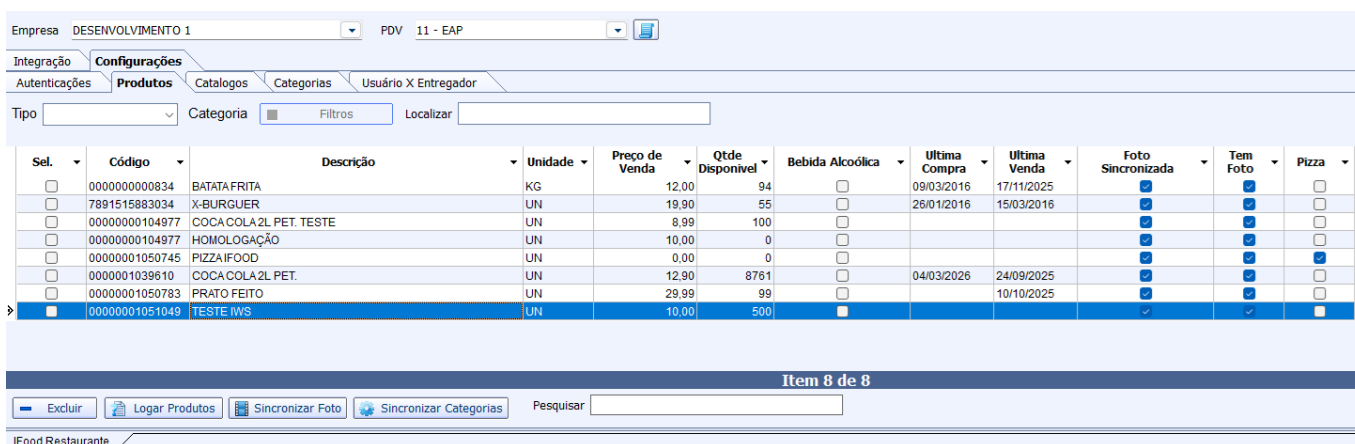 Empresa DESENVOLVIMENTO 1 PDV 11 - EAP
Integração Configurações
Autenticações Produtos Catalogos Categorias Usuário X Entregador
Tipo Categoria Filtros Localizar
Sel. Código Descrição Unidade Preço de Venda Qtde Disponivel Bebida Alcoólica Ultima Compra Ultima Venda Foto Sincronizada Tem Foto Pizza
0000000000834 BATATA FRITA KG 12,00 94 09/03/2016 17/11/2025
7891515883034 X-BURGUER UN 19,90 55 26/01/2016 15/03/2016
00000000104977 COCA COLA 2L PET. TESTE UN 8,99 100
00000000104977 HOMOLOGAÇÃO UN 10,00 0
00000001050745 PIZZA IFOOD UN 0,00 0
0000001039610 COCA COLA 2L PET. UN 12,90 8761 04/03/2026 24/09/2025
00000001050783 PRATO FEITO UN 29,99 99 10/10/2025
00000001051049 TESTE IWS UN 10,00 500
Item 8 de 8
Excluir Logar Produtos Sincronizar Foto Sincronizar Categorias Pesquisar
IFood Restaurante